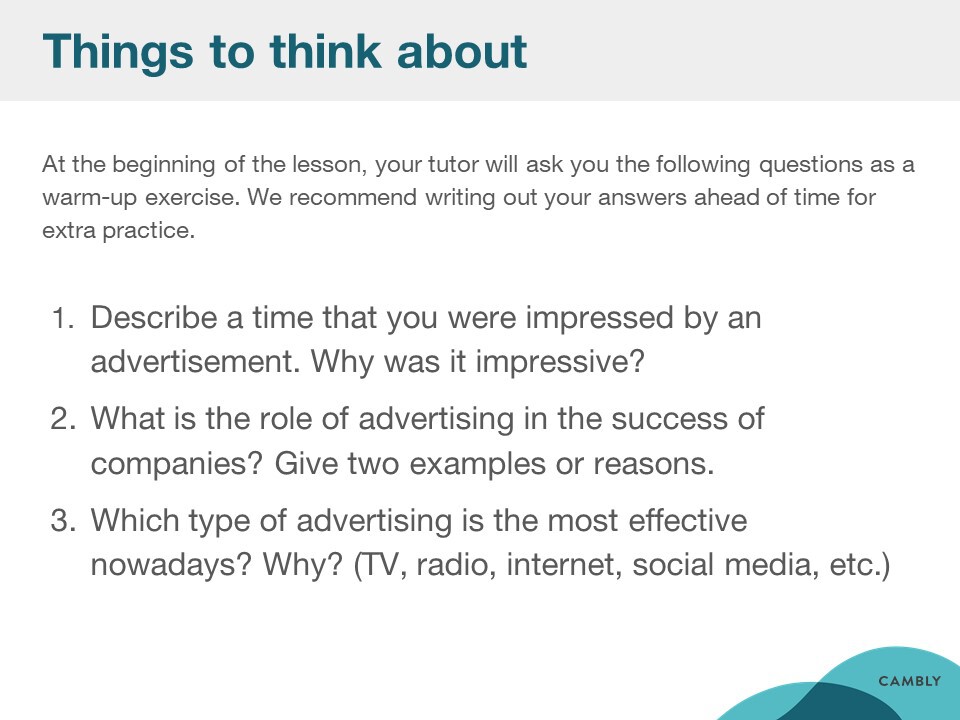 Things to think about
At the beginning of the lesson, your tutor will ask you the following questions as a
warm-up exercise. We recommend writing out your answers ahead of time for
extra practice.
1. Describe a time that you were impressed by an
advertisement. Why was it impressive?
2. What is the role of advertising in the success of
companies? Give two examples or reasons.
3. Which type of advertising is the most effective
nowadays? Why? (TV, radio, internet, social media, etc.)
CAMBLY